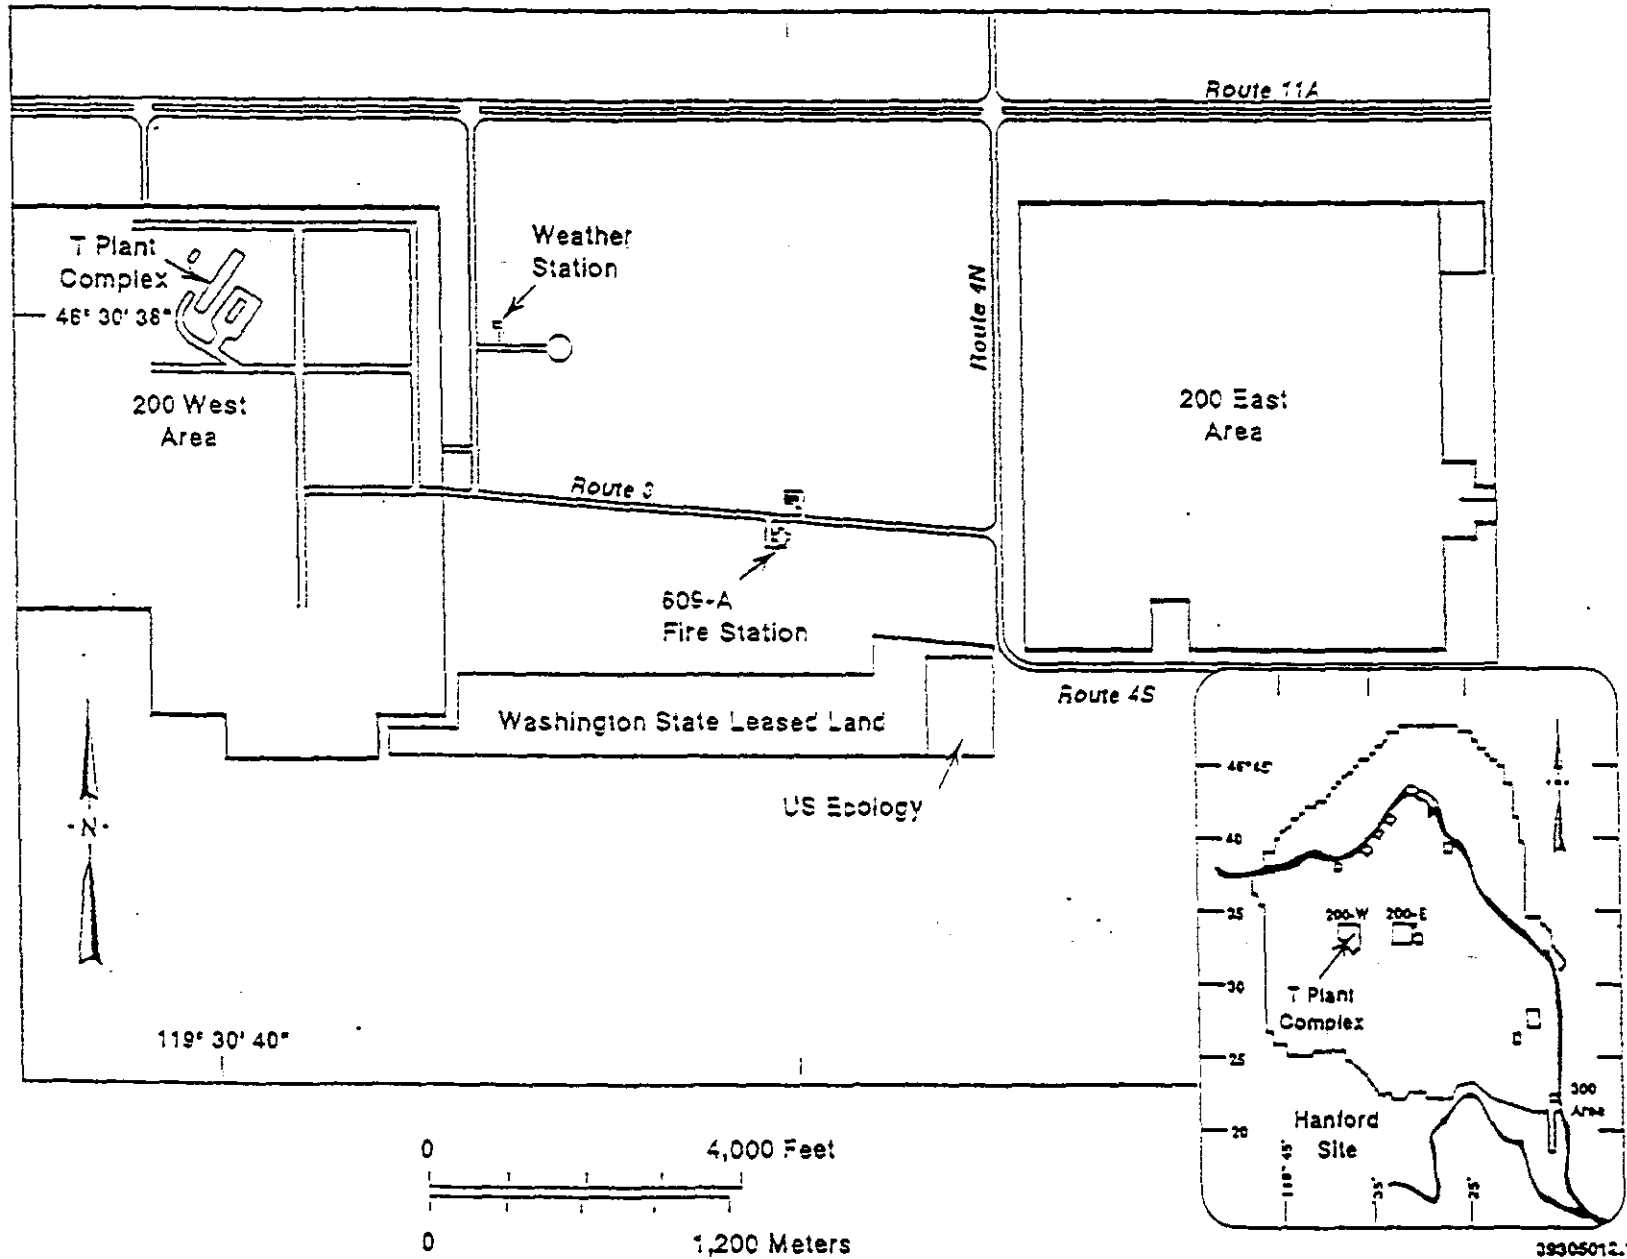 Route 11A
T Plant
Complex
46° 30' 38"
Weather
Station
Route 4N
200 West
Area
200 East
Area
Route 3
609-A
Fire Station
Route 4S
Washington State Leased Land
US Ecology
-N-
119° 30' 40"
0
4,000 Feet
0
1,200 Meters
46°45'
40
35
30
25
20
200-W
200-E
T Plant
Complex
300
Area
Hanford
Site
119° 45'
35'
25'
39305012.1